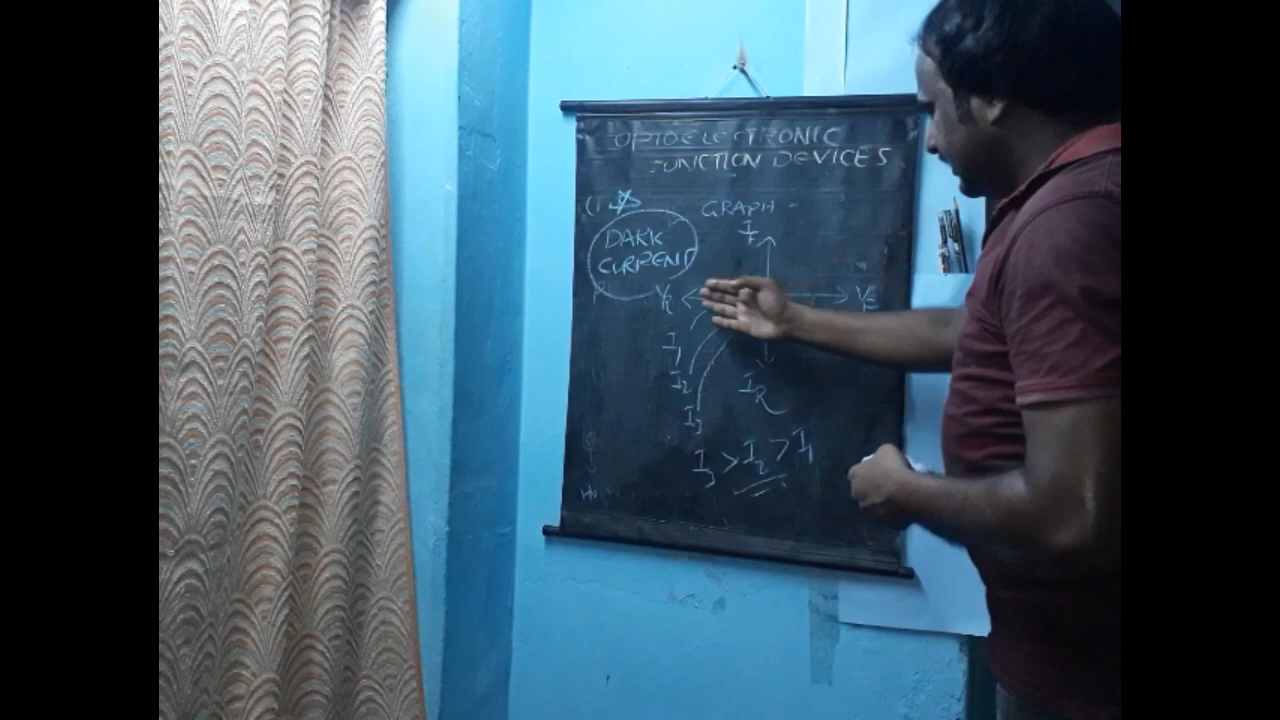 OPTOELECTRONIC
JUNCTION DEVICES
GRAPH -
DARK
CURRENT
VR
VF
I1
I2
IR
I3
I3 > I2 > I1